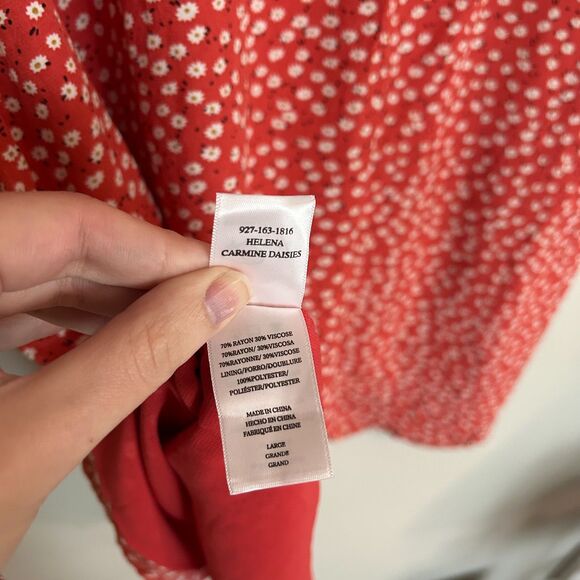 927-163-1816
HELENA
CARMINE DAISIES
70% RAYON 30% VISCOSE
70%RAYON/ 30%VISCOSA
70%RAYONNE/ 30%VISCOSE
LINING/FORRO/DOUBLURE
100%POLYESTER/
POLIÉSTER/POLYESTER
MADE IN CHINA
HECHO EN CHINA
FABRIQUÉ EN CHINE
LARGE
GRANDE
GRAND